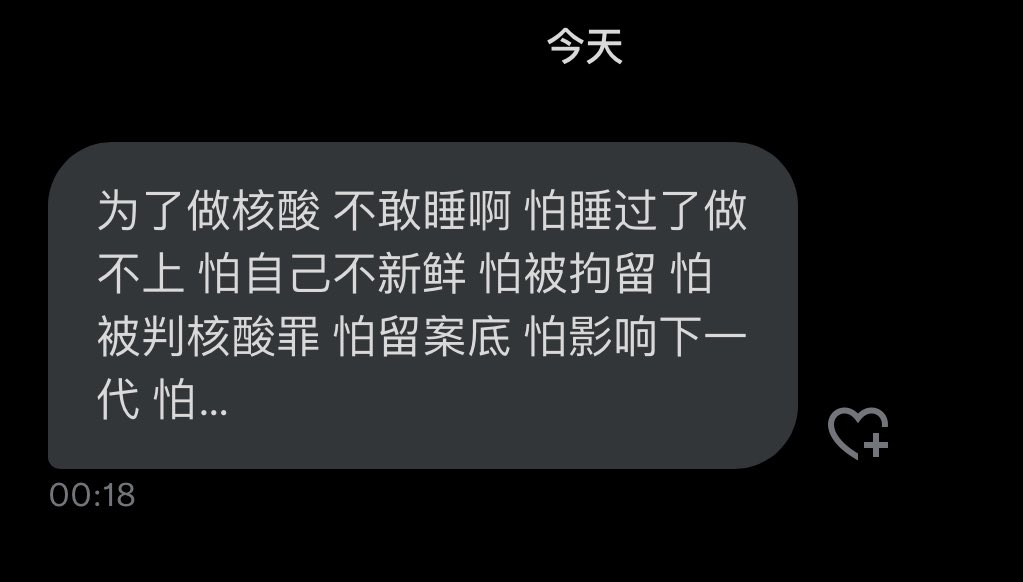 今天
为了做核酸 不敢睡啊 怕睡过了做
不上 怕自己不新鲜 怕被拘留 怕
被判核酸罪 怕留案底 怕影响下一
代 怕...
00:18